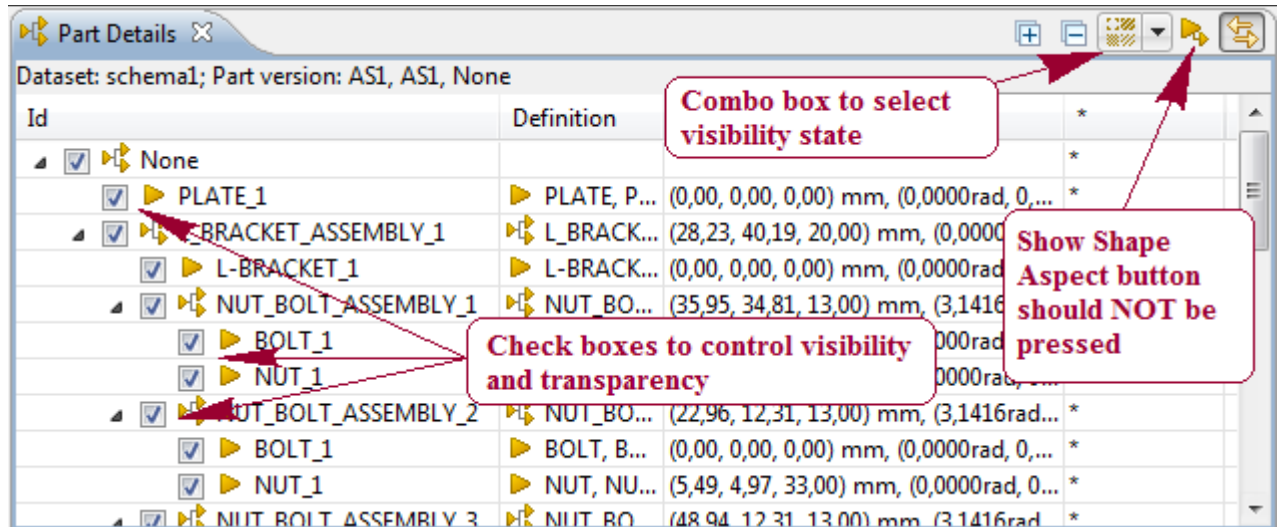 Part Details
Dataset: schema1; Part version: AS1, AS1, None
Combo box to select
visibility state
Id Definition *
None *
PLATE_1 PLATE, P... (0,00, 0,00, 0,00) mm, (0,0000rad, 0,... *
_BRACKET_ASSEMBLY_1 L_BRACK... (28,23, 40,19, 20,00) mm, (0,0000
Show Shape
Aspect button
should NOT be
pressed
L-BRACKET_1 L-BRACK... (0,00, 0,00, 0,00) mm, (0,0000rad
NUT_BOLT_ASSEMBLY_1 NUT_BO... (35,95, 34,81, 13,00) mm, (3,1416
BOLT_1 000rad
Check boxes to control visibility
and transparency
NUT_1
NUT_BOLT_ASSEMBLY_2 NUT_BO... (22,96, 12,31, 13,00) mm, (3,1416rad... *
BOLT_1 BOLT, B... (0,00, 0,00, 0,00) mm, (0,0000rad, 0,... *
NUT_1 NUT, NU... (5,49, 4,97, 33,00) mm, (0,0000rad, 0... *
NUT_BOLT_ASSEMBLY_3 NUT_BO... (48,94, 12,31, 13,00) mm, (3,1416rad... *